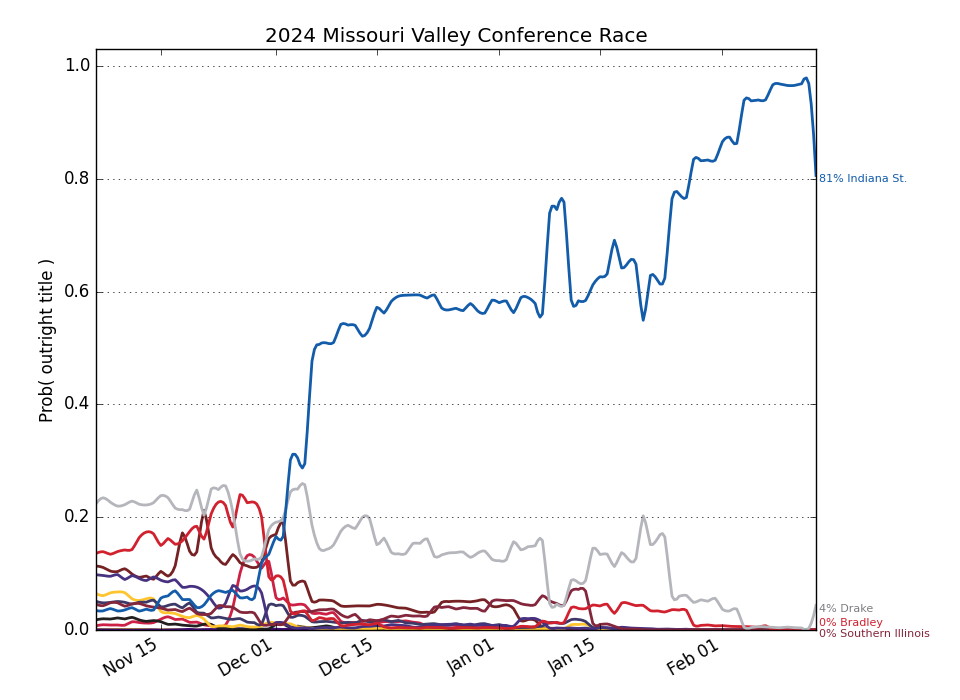 2024 Missouri Valley Conference Race
1.0
0.8
0.6
0.4
0.2
0.0
Prob( outright title )
81% Indiana St.
4% Drake
0% Bradley
0% Southern Illinois
Nov 15
Dec 01
Dec 15
Jan 01
Jan 15
Feb 01